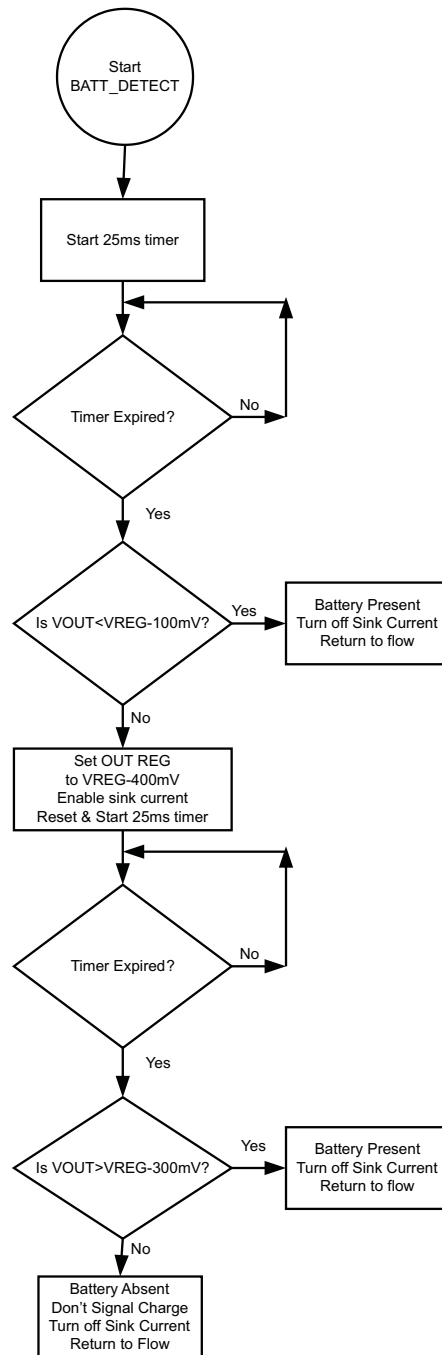 Start
BATT_DETECT
Start 25ms timer
Timer Expired?
No
Yes
Is VOUT<VREG-100mV?
Yes
Battery Present
Turn off Sink Current
Return to flow
No
Set OUT REG
to VREG-400mV
Enable sink current
Reset & Start 25ms timer
Timer Expired?
No
Yes
Is VOUT>VREG-300mV?
Yes
Battery Present
Turn off Sink Current
Return to flow
No
Battery Absent
Don't Signal Charge
Turn off Sink Current
Return to Flow